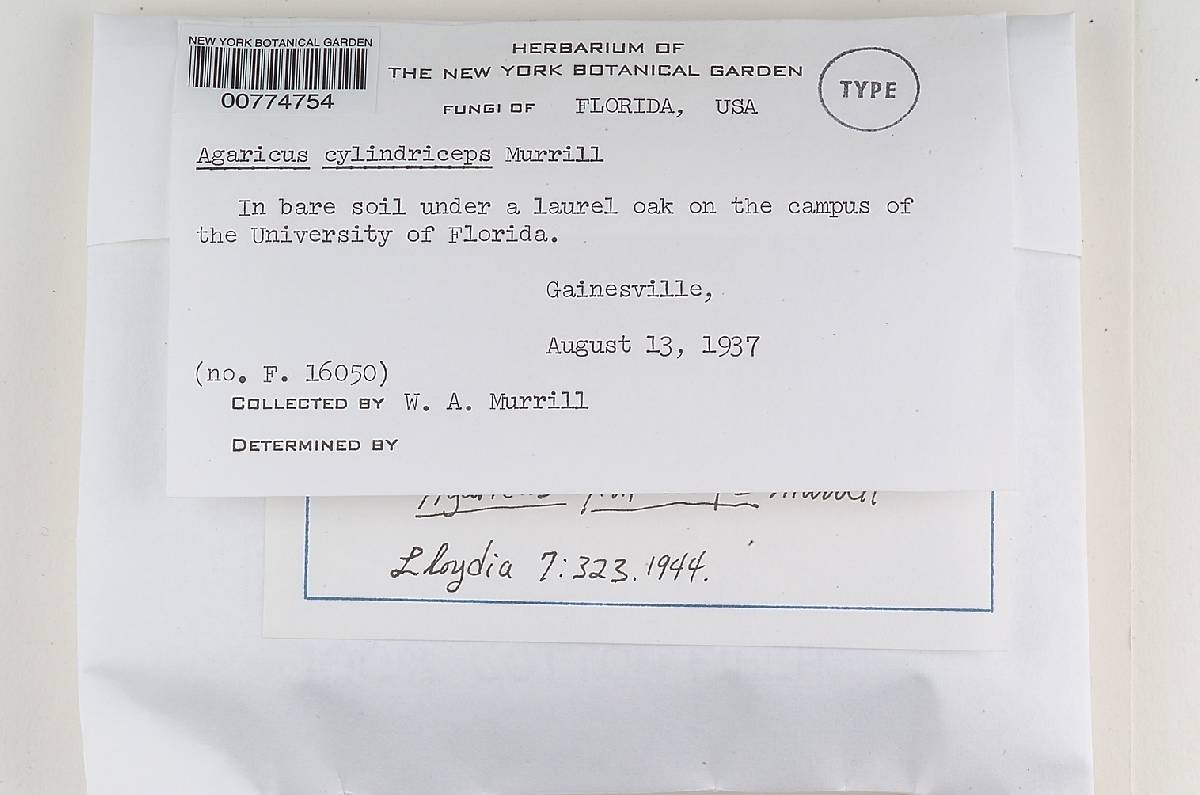 NEW YORK BOTANICAL GARDEN
00774754
HERBARIUM OF
THE NEW YORK BOTANICAL GARDEN
FUNGI OF FLORIDA, USA
TYPE
Agaricus cylindriceps Murrill
In bare soil under a laurel oak on the campus of
the University of Florida.
Gainesville,
August 13, 1937
(no. F. 16050)
COLLECTED BY W. A. Murrill
DETERMINED BY
Lloydia 7:323.1944.